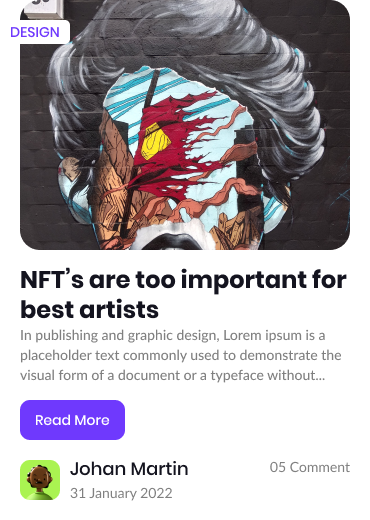 DESIGN
NFT's are too important for
best artists
In publishing and graphic design, Lorem ipsum is a
placeholder text commonly used to demonstrate the
visual form of a document or a typeface without...
Read More
Johan Martin
05 Comment
31 January 2022